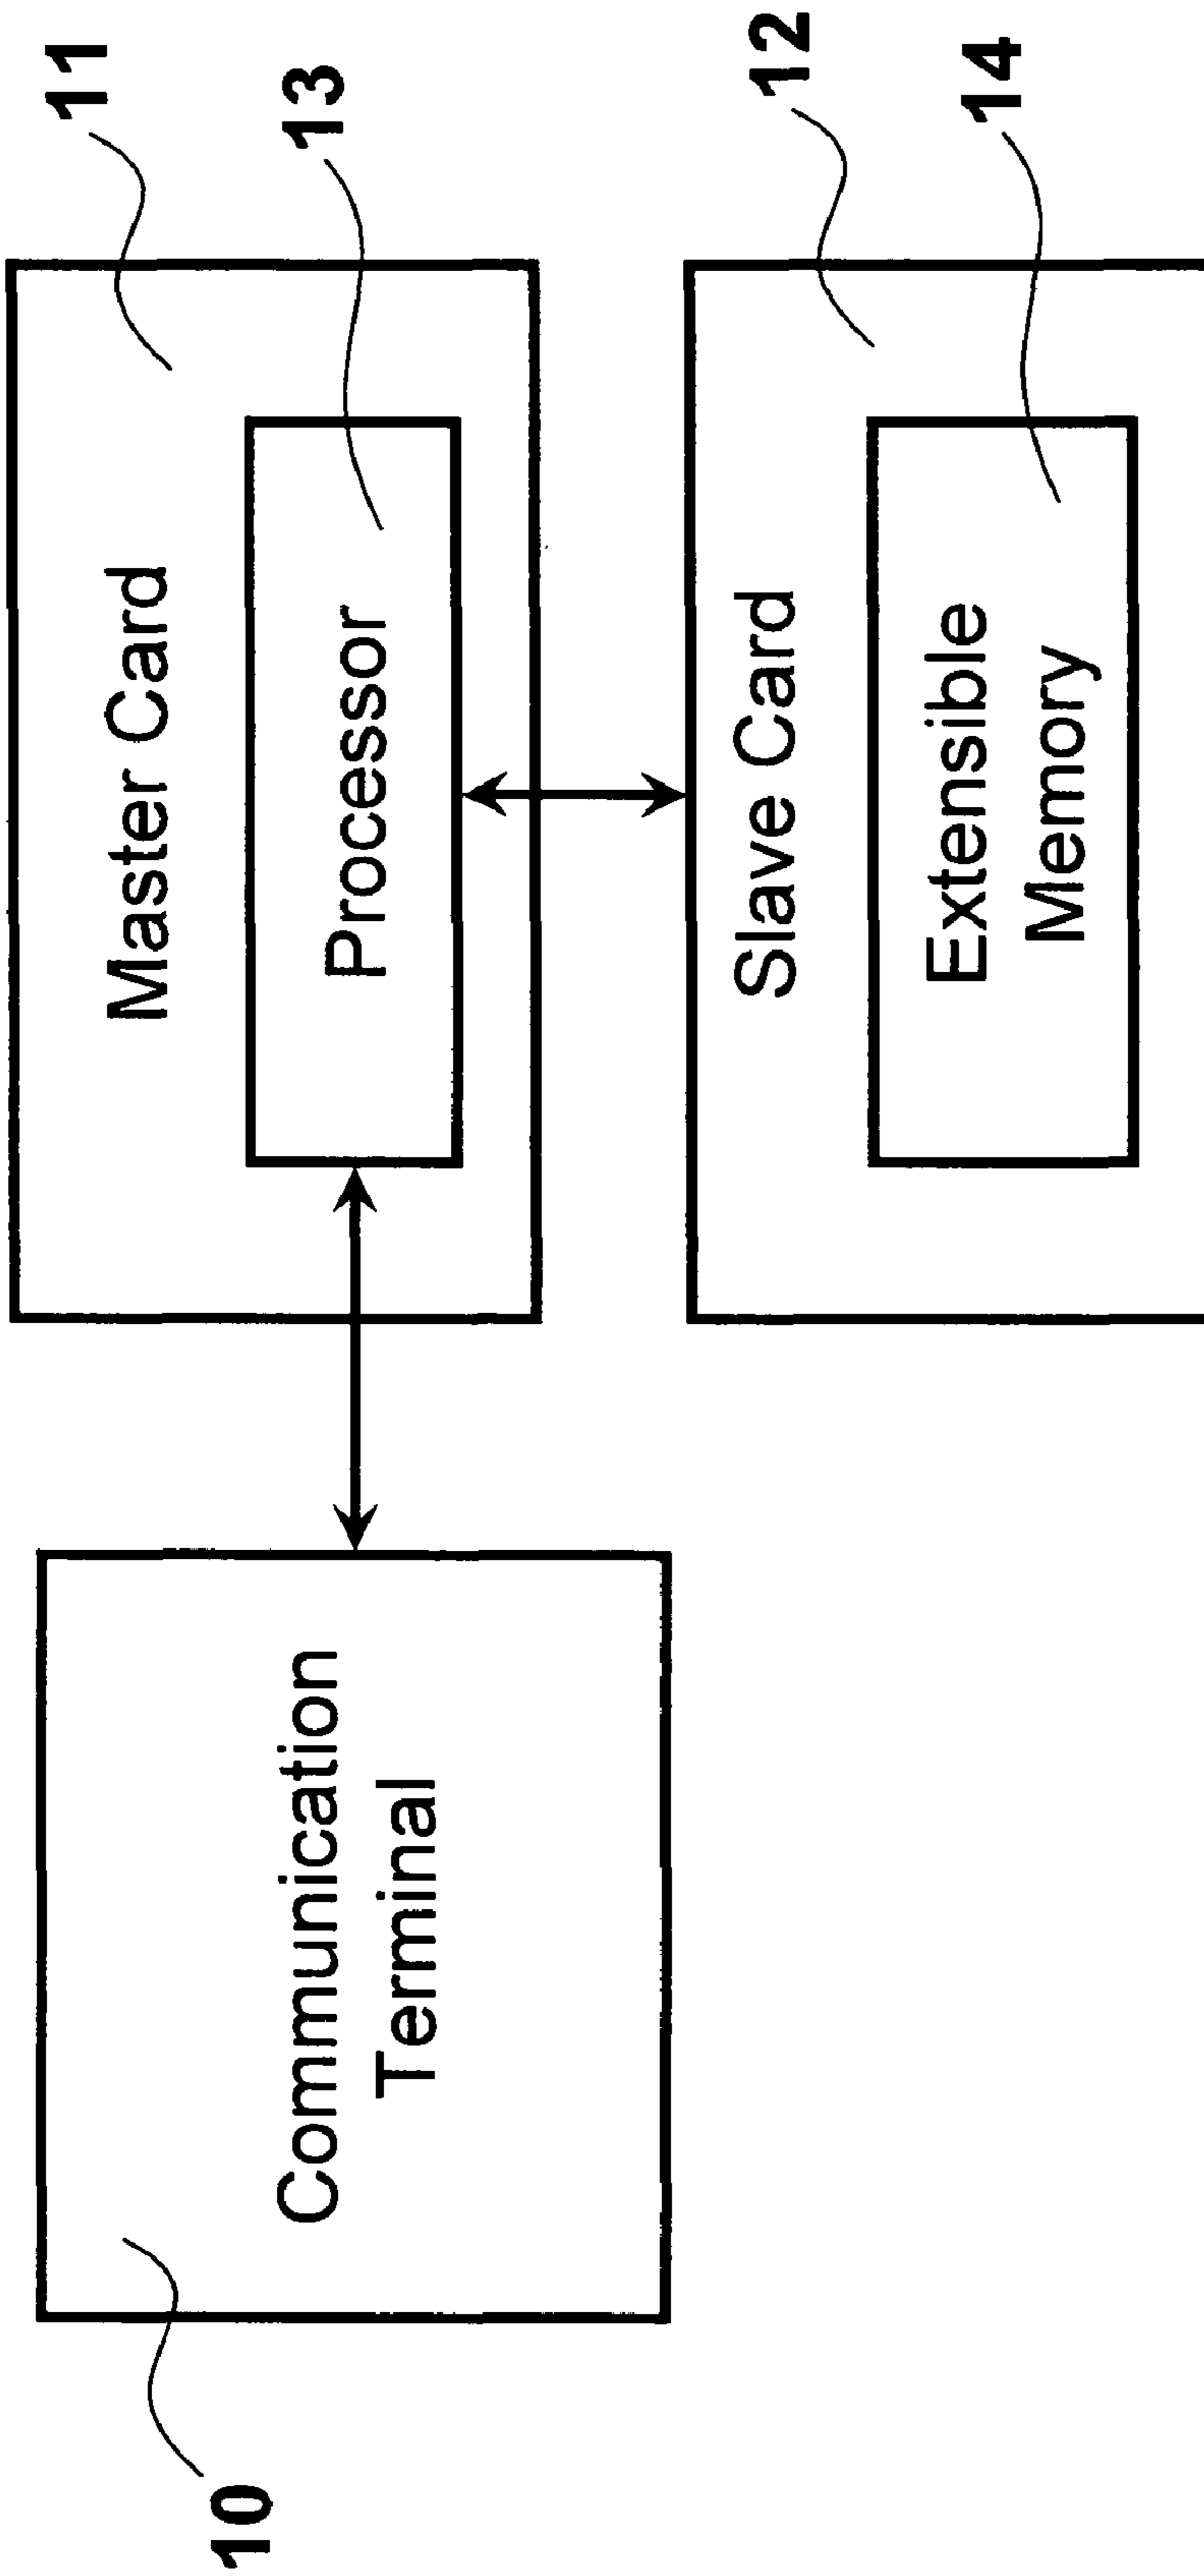 11
Master Card
13
Processor
10
Communication
Terminal
12
Slave Card
14
Extensible
Memory